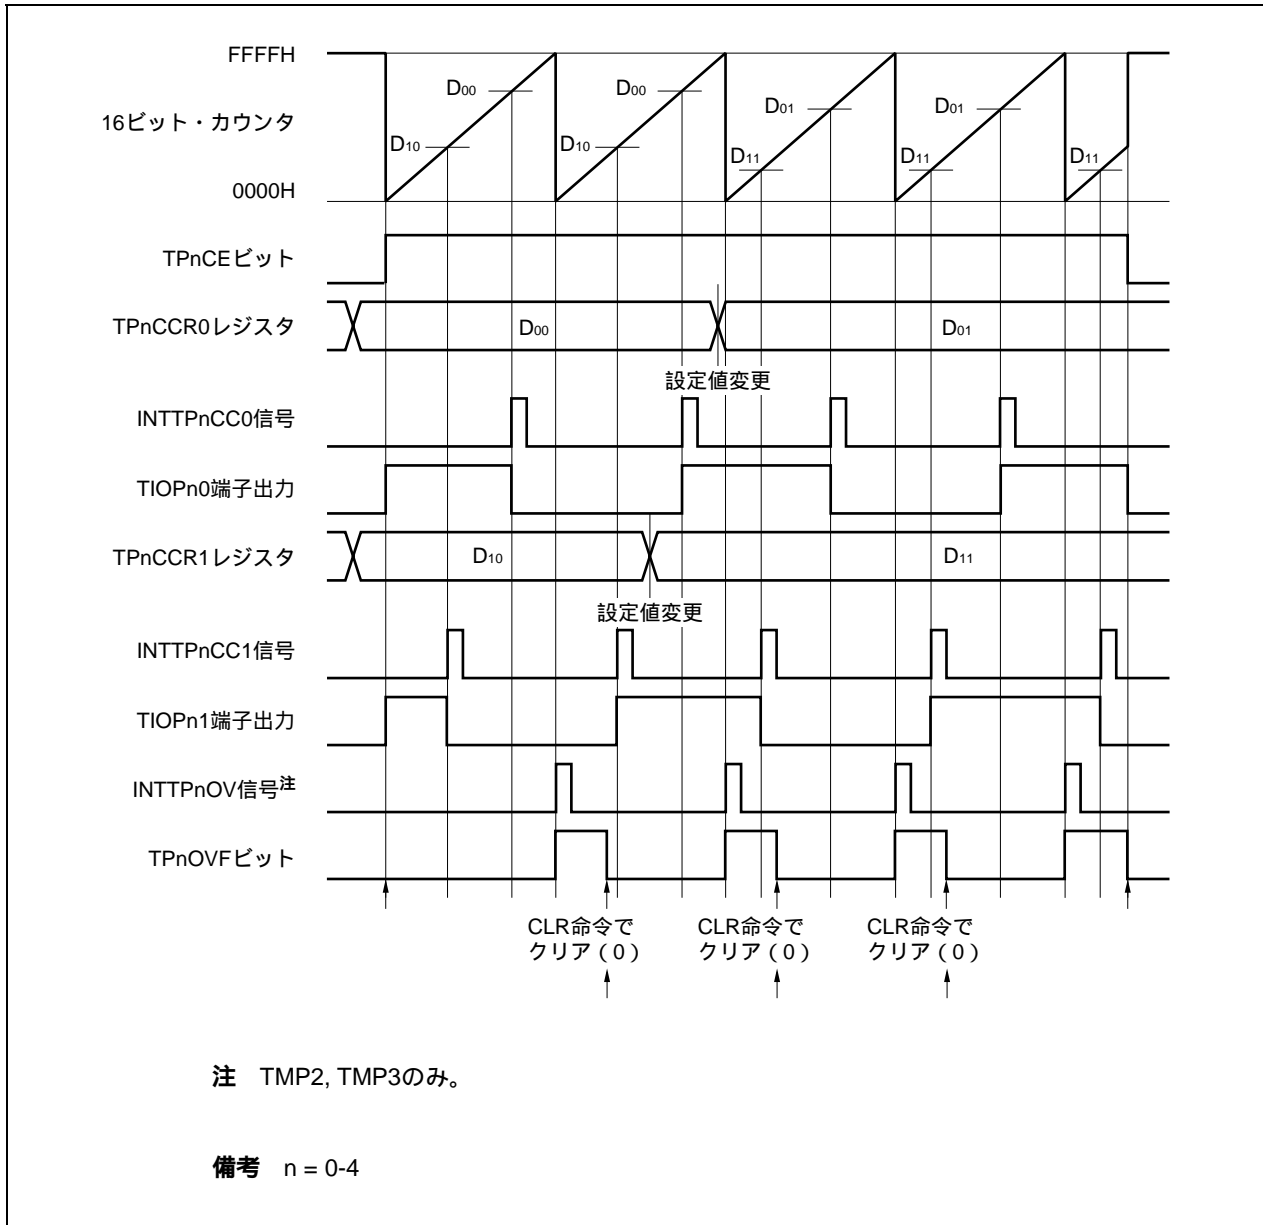 FFFFH
D00 D00 D01 D01
16ビット・カウンタ
D10 D10 D11 D11 D11
0000H
TPnCEビット
TPnCCR0レジスタ D00 D01
設定値変更
INTTPnCC0信号
TIOPn0端子出力
TPnCCR1レジスタ D10 D11
設定値変更
INTTPnCC1信号
TIOPn1端子出力
INTTPnOV信号注
TPnOVFビット
CLR命令で CLR命令で CLR命令で
クリア(0) クリア(0) クリア(0)
注 TMP2, TMP3のみ。
備考 n = 0-4